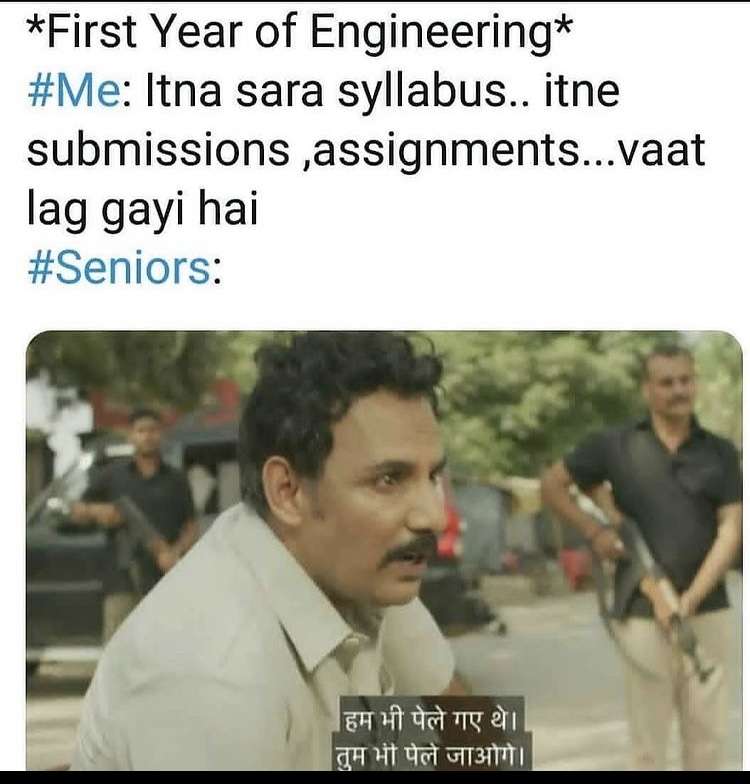 *First Year of Engineering*
#Me: Itna sara syllabus.. itne
submissions ,assignments...vaat
lag gayi hai
#Seniors:
हम भी पेले गए थे।
तुम भी पेले जाओगे।